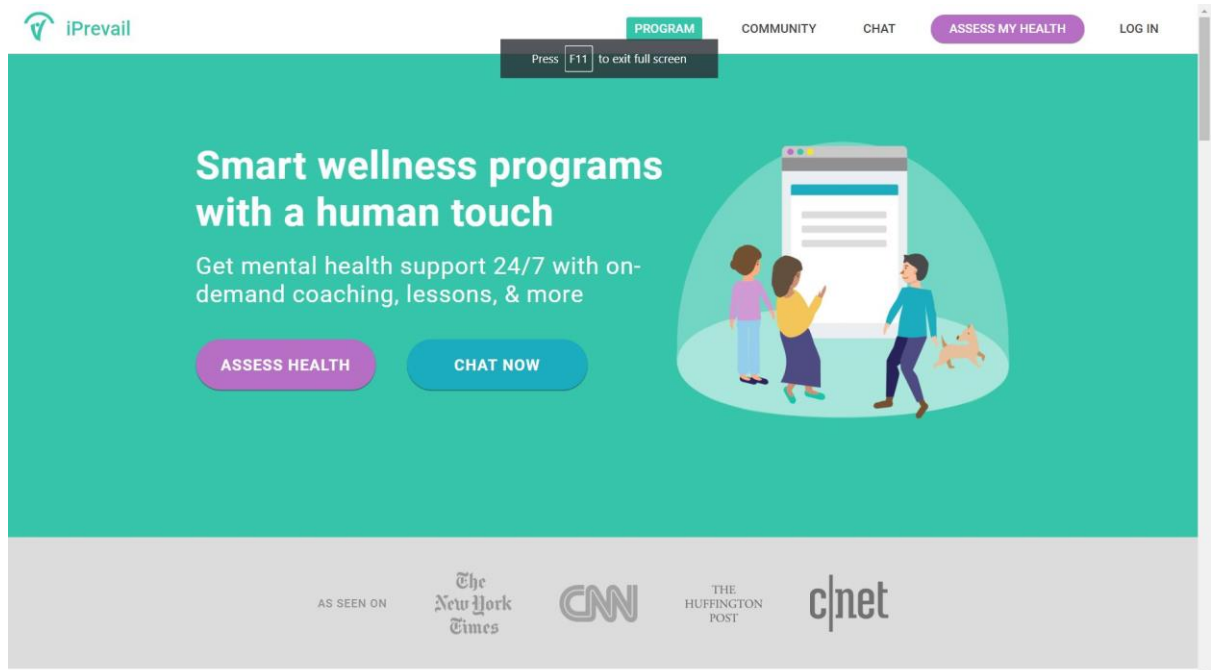 iPrevail
PROGRAM
COMMUNITY
CHAT
ASSESS MY HEALTH
LOG IN
Press F11 to exit full screen
Smart wellness programs
with a human touch
Get mental health support 24/7 with on-
demand coaching, lessons, & more
ASSESS HEALTH
CHAT NOW
AS SEEN ON
The
New York
Times
CNN
THE
HUFFINGTON
POST
c|net